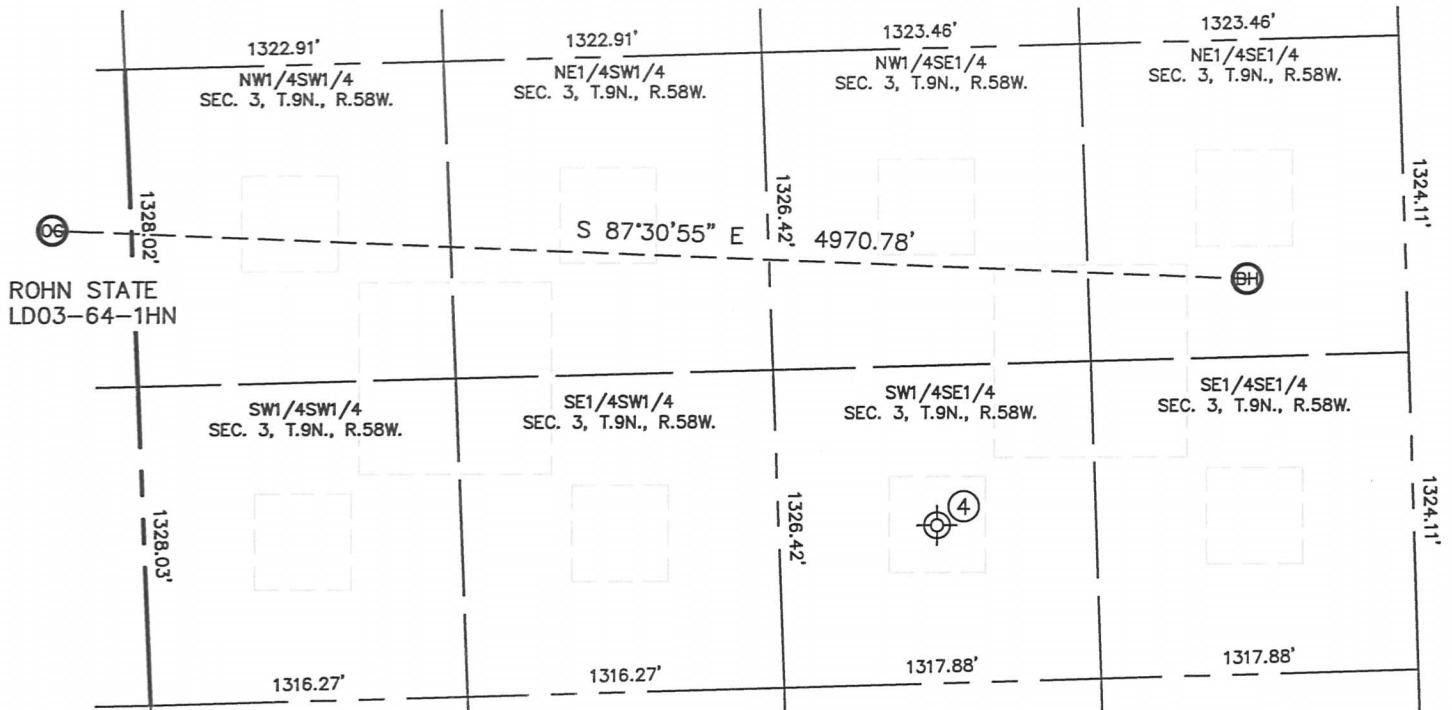 1322.91'
1322.91'
1323.46'
1323.46'
NW1/4SW1/4
SEC. 3, T.9N., R.58W.
NE1/4SW1/4
SEC. 3, T.9N., R.58W.
NW1/4SE1/4
SEC. 3, T.9N., R.58W.
NE1/4SE1/4
SEC. 3, T.9N., R.58W.
1328.02'
1326.42'
1324.11'
OG
S 87°30'55" E 4970.78'
BH
ROHN STATE
LD03-64-1HN
SW1/4SW1/4
SEC. 3, T.9N., R.58W.
SE1/4SW1/4
SEC. 3, T.9N., R.58W.
SW1/4SE1/4
SEC. 3, T.9N., R.58W.
SE1/4SE1/4
SEC. 3, T.9N., R.58W.
4
1328.03'
1326.42'
1324.11'
1316.27'
1316.27'
1317.88'
1317.88'